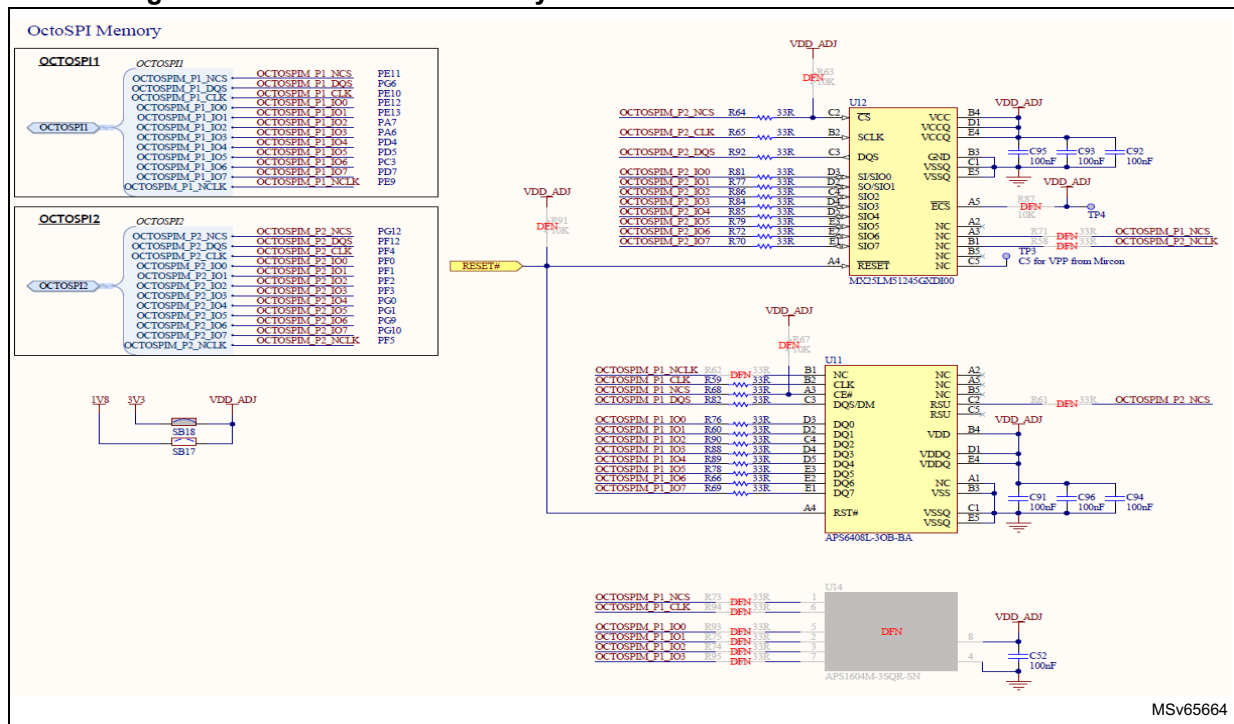 OctoSPI Memory
OCTOSPI1
OCTOSPI1
OCTOSPIM_P1_NCS OCTOSPIM_P1_NCS PE11
OCTOSPIM_P1_DQS OCTOSPIM_P1_DQS PG6
OCTOSPIM_P1_CLK OCTOSPIM_P1_CLK PE10
OCTOSPIM_P1_IO0 OCTOSPIM_P1_IO0 PE12
OCTOSPIM_P1_IO1 OCTOSPIM_P1_IO1 PE13
OCTOSPIM_P1_IO2 OCTOSPIM_P1_IO2 PA7
OCTOSPIM_P1_IO3 OCTOSPIM_P1_IO3 PA6
OCTOSPIM_P1_IO4 OCTOSPIM_P1_IO4 PD4
OCTOSPIM_P1_IO5 OCTOSPIM_P1_IO5 PD5
OCTOSPIM_P1_IO6 OCTOSPIM_P1_IO6 PC3
OCTOSPIM_P1_IO7 OCTOSPIM_P1_IO7 PD7
OCTOSPIM_P1_NCLK OCTOSPIM_P1_NCLK PE9
OCTOSPI1
OCTOSPI2
OCTOSPI2
OCTOSPIM_P2_NCS OCTOSPIM_P2_NCS PG12
OCTOSPIM_P2_DQS OCTOSPIM_P2_DQS PF12
OCTOSPIM_P2_CLK OCTOSPIM_P2_CLK PF4
OCTOSPIM_P2_IO0 OCTOSPIM_P2_IO0 PF0
OCTOSPIM_P2_IO1 OCTOSPIM_P2_IO1 PF1
OCTOSPIM_P2_IO2 OCTOSPIM_P2_IO2 PF2
OCTOSPIM_P2_IO3 OCTOSPIM_P2_IO3 PF3
OCTOSPIM_P2_IO4 OCTOSPIM_P2_IO4 PG0
OCTOSPIM_P2_IO5 OCTOSPIM_P2_IO5 PG1
OCTOSPIM_P2_IO6 OCTOSPIM_P2_IO6 PG9
OCTOSPIM_P2_IO7 OCTOSPIM_P2_IO7 PG10
OCTOSPIM_P2_NCLK OCTOSPIM_P2_NCLK PF5
OCTOSPI2
1V8 3V3 VDD_ADJ
SB18
SB17
VDD_ADJ
R91
DFN
10K
RESET#
VDD_ADJ
R63
DFN
10K
U12
OCTOSPIM_P2_NCS R64 33R C2 CS
OCTOSPIM_P2_CLK R65 33R B2 SCLK
OCTOSPIM_P2_DQS R92 33R C3 DQS
OCTOSPIM_P2_IO0 R81 33R D3 SI/SIO0
OCTOSPIM_P2_IO1 R77 33R D2 SO/SIO1
OCTOSPIM_P2_IO2 R86 33R C4 SIO2
OCTOSPIM_P2_IO3 R84 33R D4 SIO3
OCTOSPIM_P2_IO4 R85 33R D5 SIO4
OCTOSPIM_P2_IO5 R79 33R E3 SIO5
OCTOSPIM_P2_IO6 R72 33R E2 SIO6
OCTOSPIM_P2_IO7 R70 33R E1 SIO7
A4 RESET
VCC B4 VDD_ADJ
VCCQ D1
VCCQ E4
GND B3
VSSQ C1
VSSQ E5
C95 C93 C92
100nF 100nF 100nF
VDD_ADJ
ECS A5 R87 DFN 10K TP4
NC A2
NC A3 R71 DFN 33R OCTOSPIM_P1_NCS
NC B1 R58 DFN 33R OCTOSPIM_P2_NCLK
NC B5 TP3
NC C5 C5 for VPP from Mircon
MX25LM51245GXDI00
VDD_ADJ
R67
DFN
10K
U11
OCTOSPIM_P1_NCLK R62 DFN 33R B1 NC
OCTOSPIM_P1_CLK R59 33R B2 CLK
OCTOSPIM_P1_NCS R68 33R A3 CE#
OCTOSPIM_P1_DQS R82 33R C3 DQS/DM
OCTOSPIM_P1_IO0 R76 33R D3 DQ0
OCTOSPIM_P1_IO1 R60 33R D2 DQ1
OCTOSPIM_P1_IO2 R90 33R C4 DQ2
OCTOSPIM_P1_IO3 R88 33R D4 DQ3
OCTOSPIM_P1_IO4 R89 33R D5 DQ4
OCTOSPIM_P1_IO5 R78 33R E3 DQ5
OCTOSPIM_P1_IO6 R66 33R E2 DQ6
OCTOSPIM_P1_IO7 R69 33R E1 DQ7
A4 RST#
NC A2
NC A5
NC B5
RSU C2 R61 DFN 33R OCTOSPIM_P2_NCS
RSU C5
VDD_ADJ
VDD B4
VDDQ D1
VDDQ E4
NC A1
VSS B3
VSSQ C1
VSSQ E5
C91 C96 C94
100nF 100nF 100nF
APS6408L-3OB-BA
U14
OCTOSPIM_P1_NCS R73 DFN 33R 1
OCTOSPIM_P1_CLK R94 DFN 33R 6
OCTOSPIM_P1_IO0 R93 DFN 33R 5
OCTOSPIM_P1_IO1 R75 DFN 33R 2
OCTOSPIM_P1_IO2 R74 DFN 33R 3
OCTOSPIM_P1_IO3 R95 DFN 33R 7
DFN
VDD_ADJ
8
4
C52
100nF
APS1604M-3SQR-SN
MSv65664